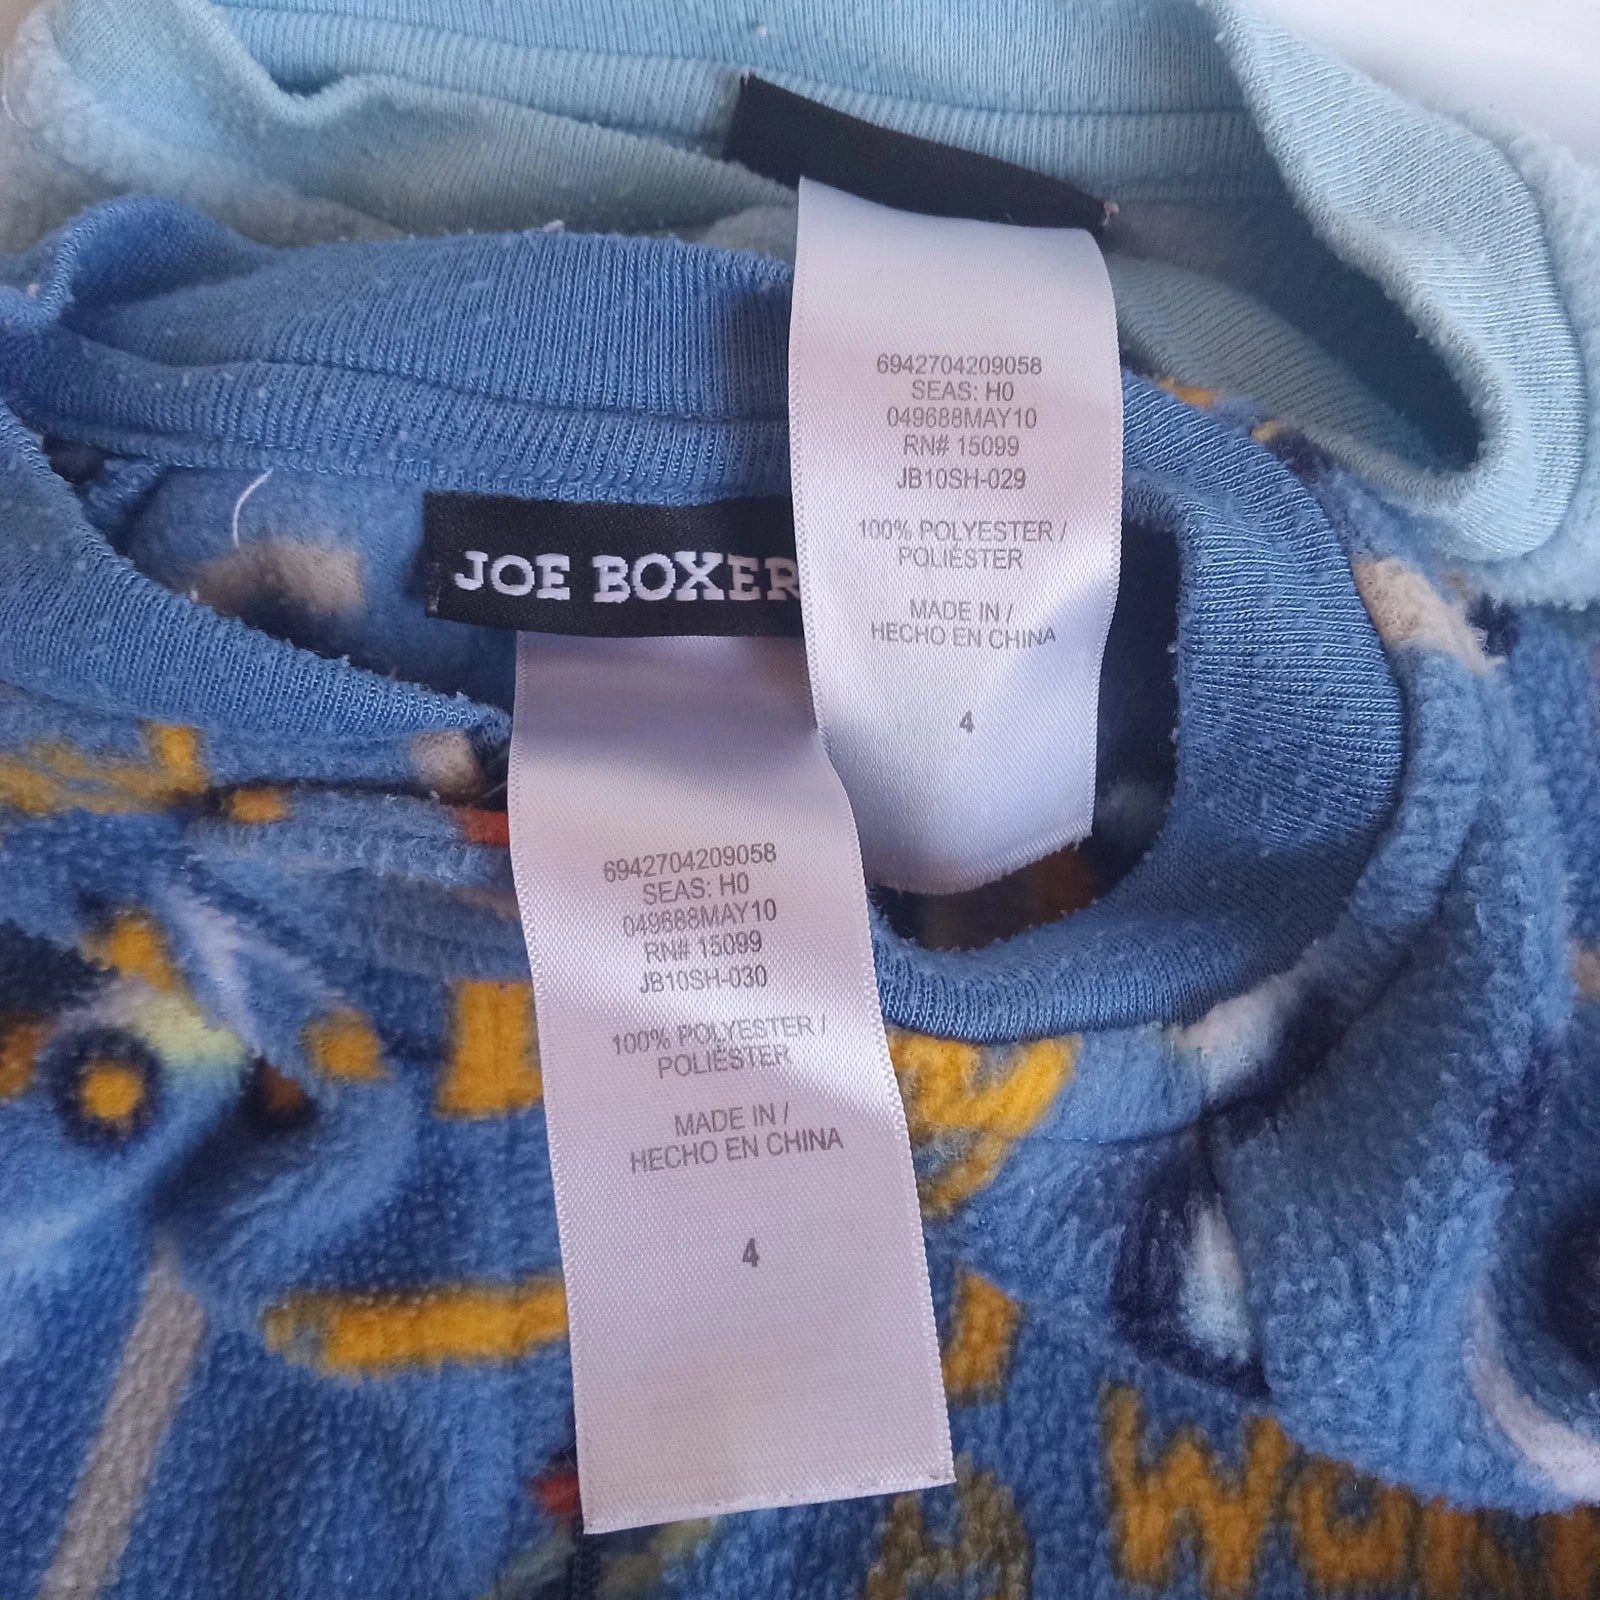 6942704209058
SEAS: H0
049688MAY10
RN# 15099
JB10SH-029
100% POLYESTER /
POLIÉSTER
MADE IN /
HECHO EN CHINA
4
JOE BOXER
6942704209058
SEAS: H0
049688MAY10
RN# 15099
JB10SH-030
100% POLYESTER /
POLIÉSTER
MADE IN /
HECHO EN CHINA
4